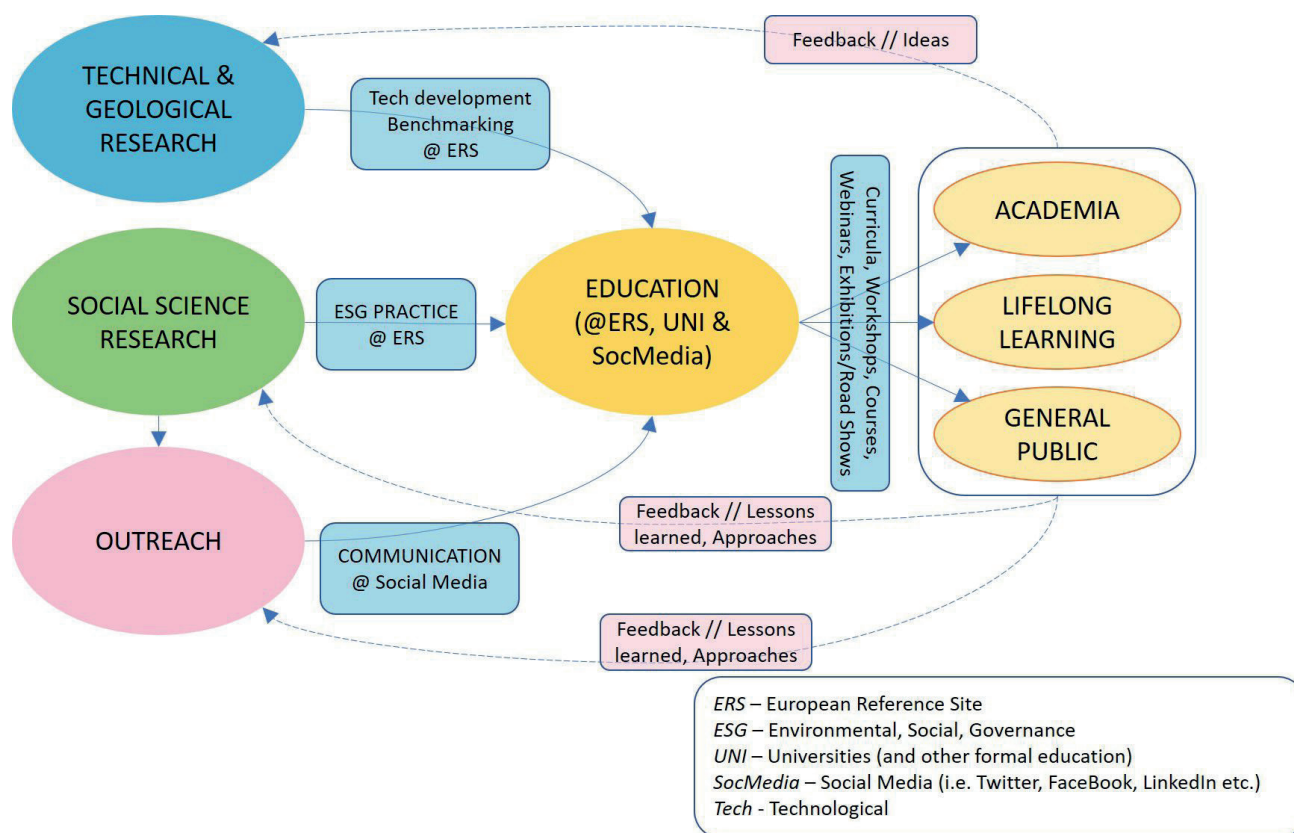 Feedback // Ideas
TECHNICAL &
GEOLOGICAL
RESEARCH
Tech development
Benchmarking
@ ERS
Curricula, Workshops, Courses,
Webinars, Exhibitions/Road Shows
ACADEMIA
SOCIAL SCIENCE
RESEARCH
ESG PRACTICE
@ ERS
EDUCATION
(@ERS, UNI &
SocMedia)
LIFELONG
LEARNING
GENERAL
PUBLIC
Feedback // Lessons
learned, Approaches
OUTREACH
COMMUNICATION
@ Social Media
Feedback // Lessons
learned, Approaches
ERS – European Reference Site
ESG – Environmental, Social, Governance
UNI – Universities (and other formal education)
SocMedia – Social Media (i.e. Twitter, FaceBook, LinkedIn etc.)
Tech - Technological